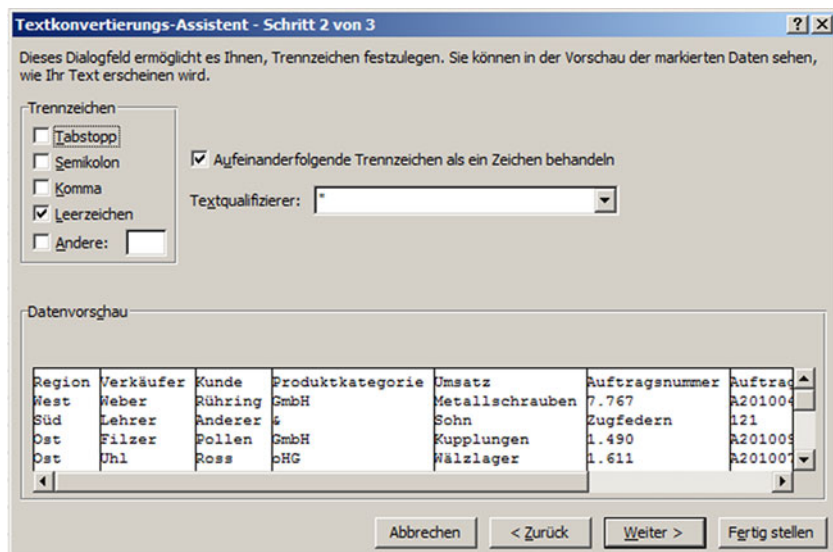 Textkonvertierungs-Assistent - Schritt 2 von 3
Dieses Dialogfeld ermöglicht es Ihnen, Trennzeichen festzulegen. Sie können in der Vorschau der markierten Daten sehen,
wie Ihr Text erscheinen wird.
Trennzeichen
Tabstopp
Semikolon
Komma
Leerzeichen
Andere:
Aufeinanderfolgende Trennzeichen als ein Zeichen behandeln
Textqualifizierer: "
Datenvorschau
Region Verkäufer Kunde Produktkategorie Umsatz Auftragsnummer Auftrag
West Weber Rühring GmbH Metallschrauben 7.767 A201004
Süd Lehrer Anderer & Sohn Zugfedern 121
Ost Filzer Pollen GmbH Kupplungen 1.490 A201009
Ost Uhl Ross oHG Wälzlager 1.611 A201007
Abbrechen < Zurück Weiter > Fertig stellen